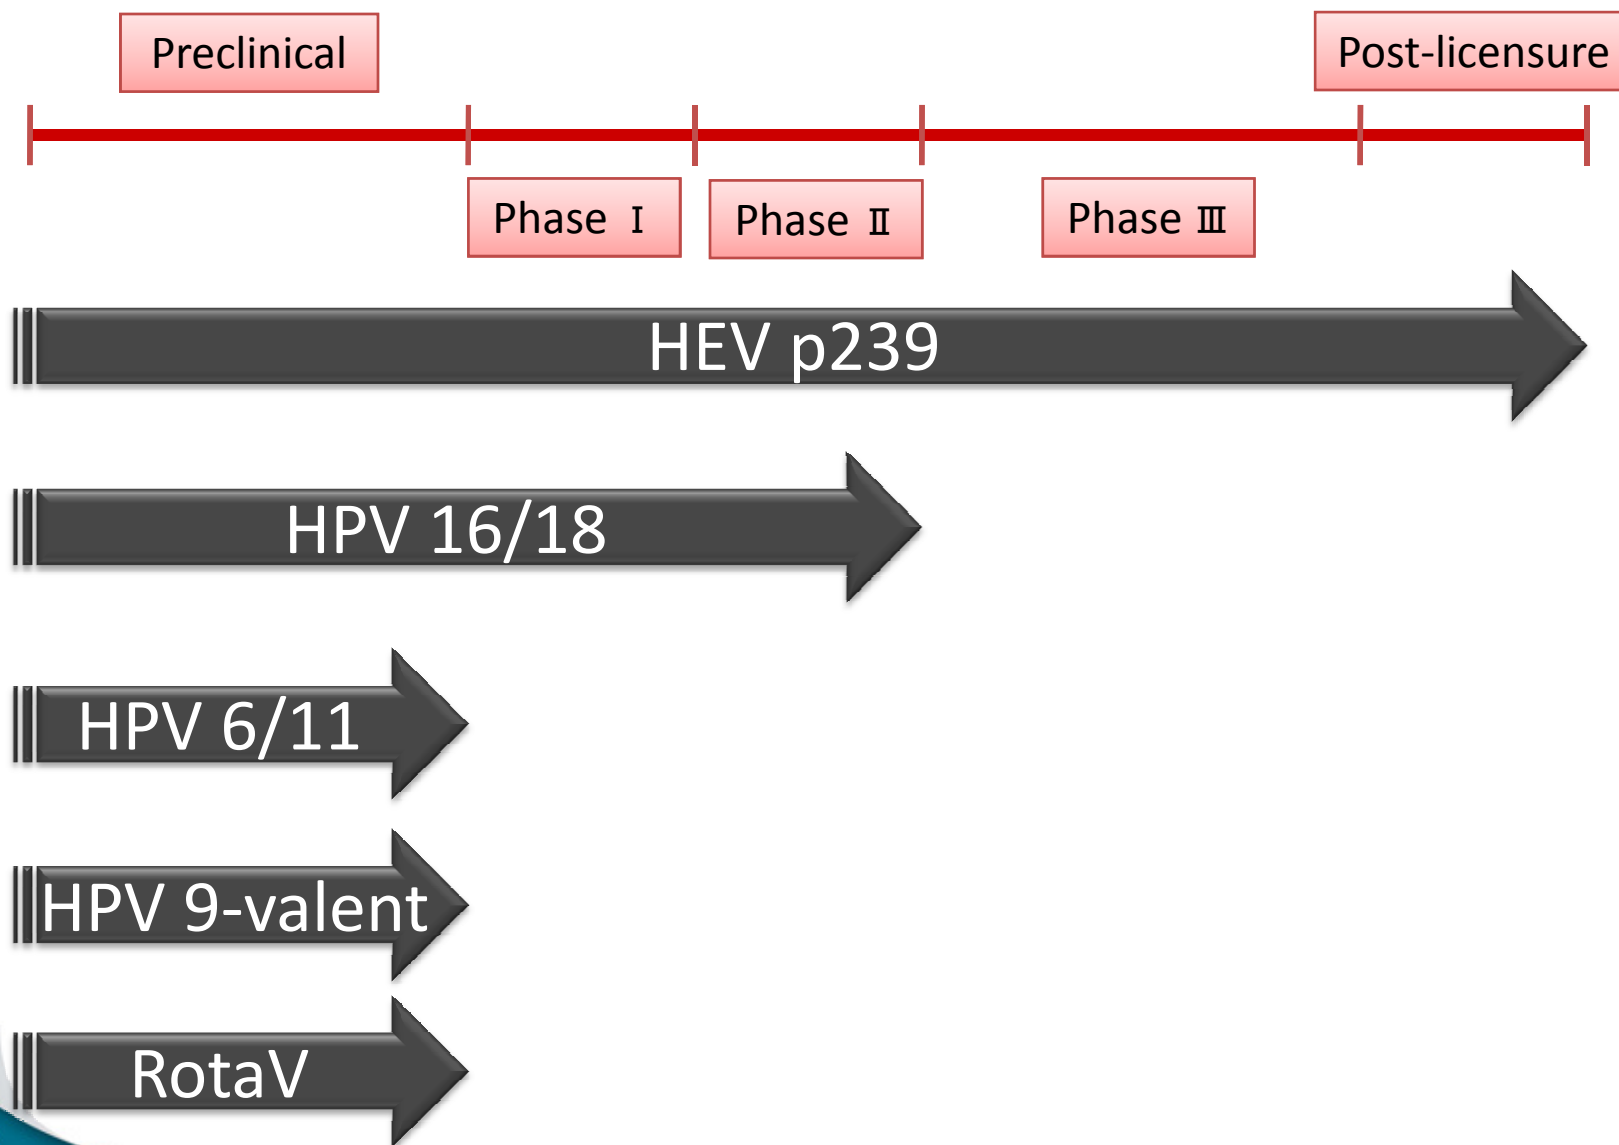 Preclinical
Post-licensure
Phase Ⅰ
Phase Ⅱ
Phase Ⅲ
HEV p239
HPV 16/18
HPV 6/11
HPV 9-valent
RotaV